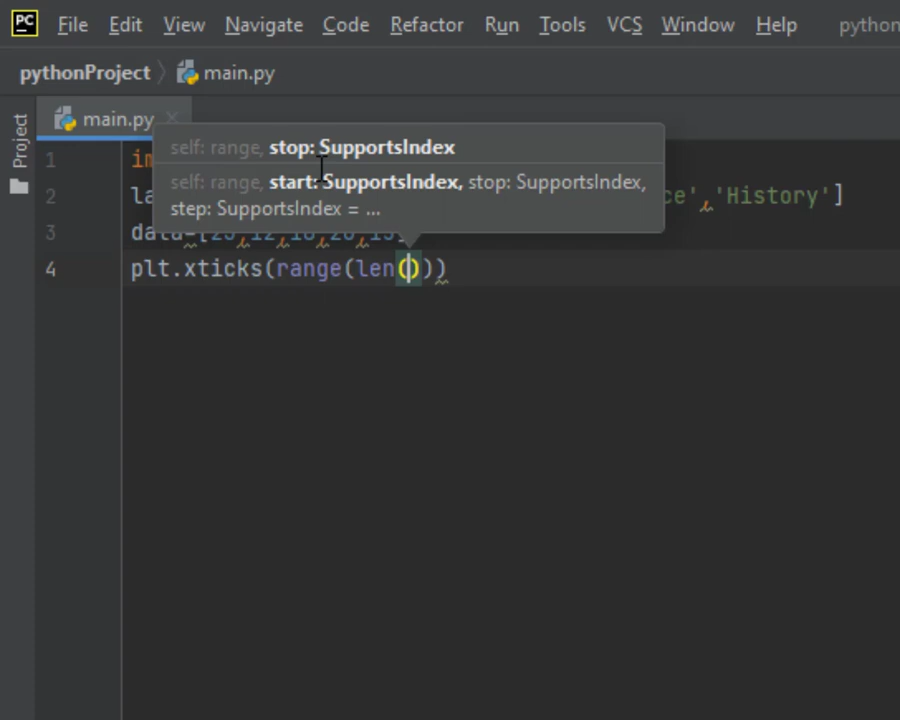 PC File Edit View Navigate Code Refactor Run Tools VCS Window Help python
pythonProject main.py
Project
main.py
self: range, stop: SupportsIndex
self: range, start: SupportsIndex, stop: SupportsIndex,
step: SupportsIndex = ...
1
2 'History']
3
4 plt.xticks(range(len()))